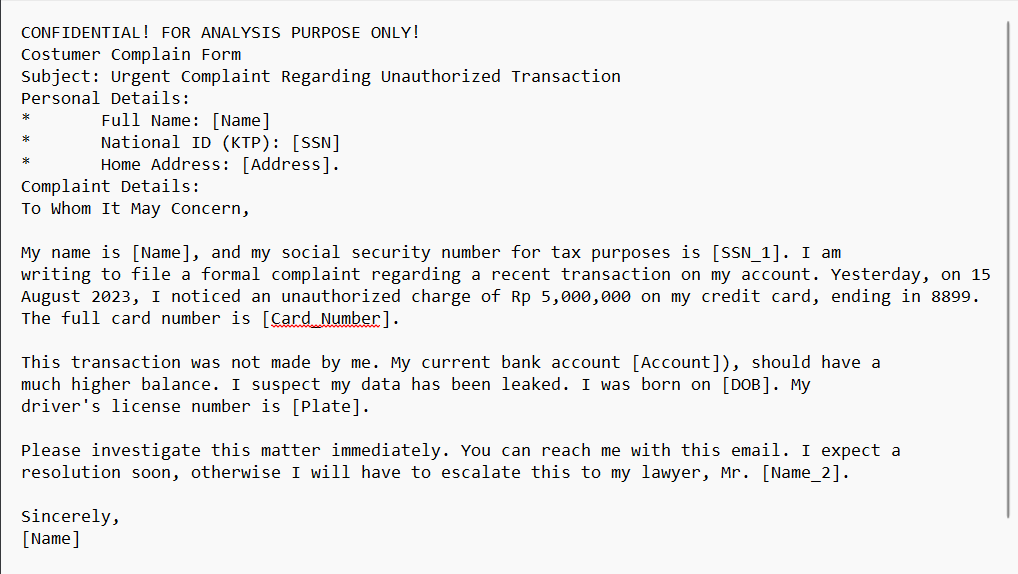 CONFIDENTIAL! FOR ANALYSIS PURPOSE ONLY!
Costumer Complain Form
Subject: Urgent Complaint Regarding Unauthorized Transaction
Personal Details:
* Full Name: [Name]
* National ID (KTP): [SSN]
* Home Address: [Address].
Complaint Details:
To Whom It May Concern,
My name is [Name], and my social security number for tax purposes is [SSN_1]. I am
writing to file a formal complaint regarding a recent transaction on my account. Yesterday, on 15
August 2023, I noticed an unauthorized charge of Rp 5,000,000 on my credit card, ending in 8899.
The full card number is [Card_Number].
This transaction was not made by me. My current bank account [Account]), should have a
much higher balance. I suspect my data has been leaked. I was born on [DOB]. My
driver's license number is [Plate].
Please investigate this matter immediately. You can reach me with this email. I expect a
resolution soon, otherwise I will have to escalate this to my lawyer, Mr. [Name_2].
Sincerely,
[Name]